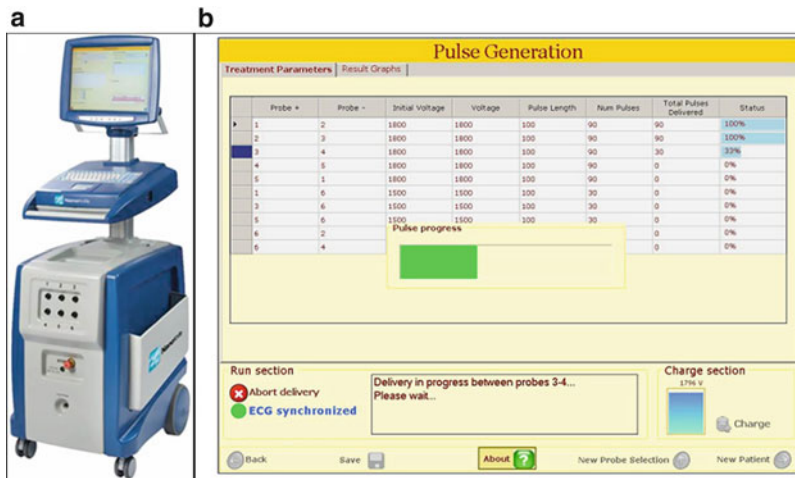 a
b
Pulse Generation
Treatment Parameters Result Graphs
Probe + Probe - Initial Voltage Voltage Pulse Length Num Pulses Total Pulses Delivered Status
1 2 1800 1800 100 90 90 100%
2 3 1800 1800 100 90 90 100%
3 4 1800 1800 100 90 30 33%
4 5 1800 1800 100 90 0 0%
5 1 1800 1800 100 90 0 0%
1 6 1500 1500 100 30 0 0%
3 6 1500 1500 100 30 0 0%
5 6 1500 1500 100 30 0 0%
6 2 0 0%
6 4 0 0%
Pulse progress
Run section
Abort delivery
ECG synchronized
Delivery in progress between probes 3-4...
Please wait...
Charge section
1796 V
Charge
Back Save About ? New Probe Selection New Patient